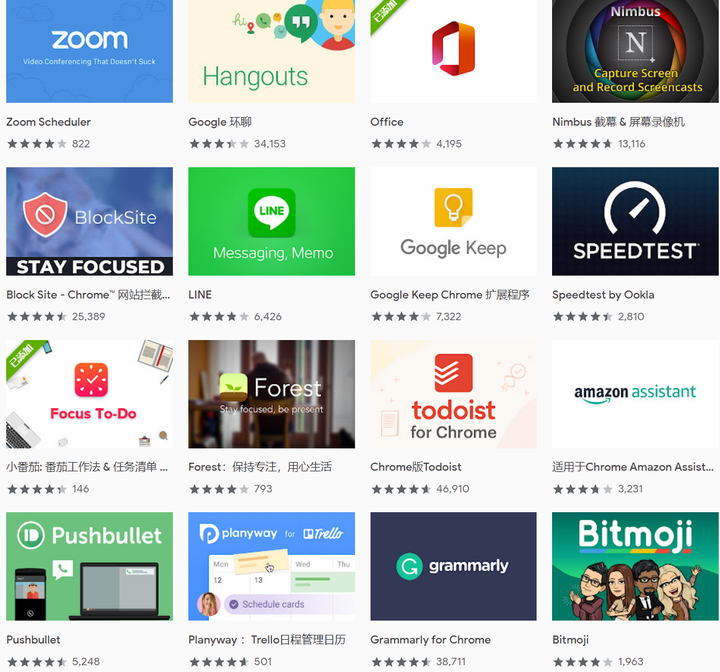 zoom
Video Conferencing That Doesn't Suck
hi
Hangouts
已添加
Nimbus
N
Capture Screen
and Record Screencasts
Zoom Scheduler
Google 环聊
Office
Nimbus 截幕 & 屏幕录像机
822
34,153
4,195
13,116
BlockSite
STAY FOCUSED
LINE
Messaging, Memo
Google Keep
SPEEDTEST
Block Site - Chrome™ 网站拦截...
LINE
Google Keep Chrome 扩展程序
Speedtest by Ookla
25,389
6,426
7,322
2,810
已添加
Focus To-Do
Forest
Stay focused, be present
todoist
for Chrome
amazon assistant
小番茄: 番茄工作法 & 任务清单 ...
Forest：保持专注，用心生活
Chrome版Todoist
适用于Chrome Amazon Assist...
146
793
46,910
3,231
Pushbullet
planyway for Trello
Mon Wed Thu
12 13
Schedule cards
G grammarly
Bitmoji
Pushbullet
Planyway ：Trello日程管理日历
Grammarly for Chrome
Bitmoji
5,248
501
38,711
1,963